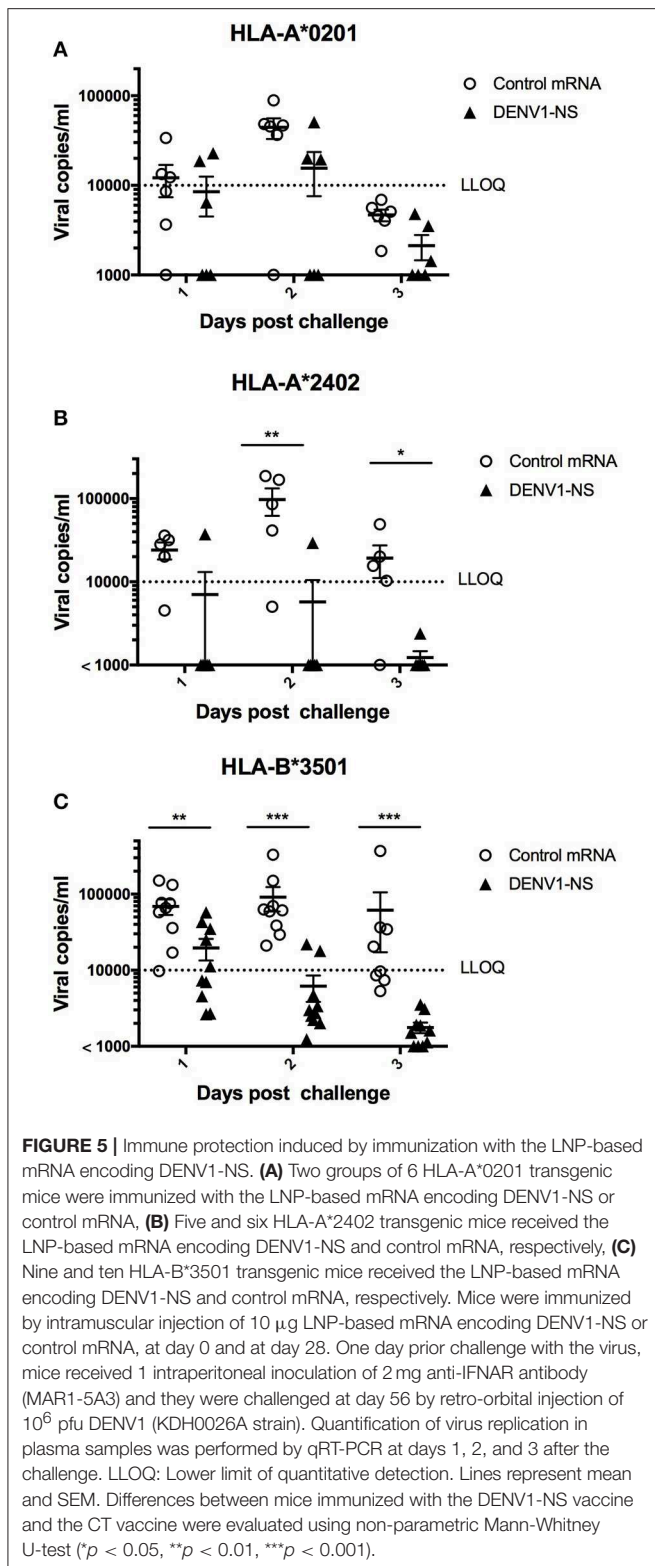 HLA-A*0201
A
Control mRNA
DENV1-NS
Viral copies/ml
100000
10000
1000
LLOQ
1
2
3
Days post challenge
HLA-A*2402
B
**
*
Control mRNA
DENV1-NS
Viral copies/ml
100000
10000
< 1000
LLOQ
1
2
3
Days post challenge
HLA-B*3501
C
**
***
***
Control mRNA
DENV1-NS
Viral copies/ml
100000
10000
< 1000
LLOQ
1
2
3
Days post challenge
FIGURE 5 | Immune protection induced by immunization with the LNP-based
mRNA encoding DENV1-NS. (A) Two groups of 6 HLA-A*0201 transgenic
mice were immunized with the LNP-based mRNA encoding DENV1-NS or
control mRNA, (B) Five and six HLA-A*2402 transgenic mice received the
LNP-based mRNA encoding DENV1-NS and control mRNA, respectively, (C)
Nine and ten HLA-B*3501 transgenic mice received the LNP-based mRNA
encoding DENV1-NS and control mRNA, respectively. Mice were immunized
by intramuscular injection of 10 μg LNP-based mRNA encoding DENV1-NS or
control mRNA, at day 0 and at day 28. One day prior challenge with the virus,
mice received 1 intraperitoneal inoculation of 2 mg anti-IFNAR antibody
(MAR1-5A3) and they were challenged at day 56 by retro-orbital injection of
10⁶ pfu DENV1 (KDH0026A strain). Quantification of virus replication in
plasma samples was performed by qRT-PCR at days 1, 2, and 3 after the
challenge. LLOQ: Lower limit of quantitative detection. Lines represent mean
and SEM. Differences between mice immunized with the DENV1-NS vaccine
and the CT vaccine were evaluated using non-parametric Mann-Whitney
U-test (*p < 0.05, **p < 0.01, ***p < 0.001).